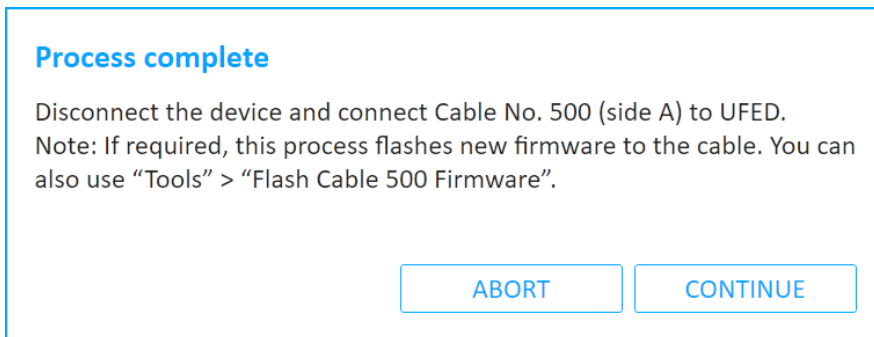 Process complete
Disconnect the device and connect Cable No. 500 (side A) to UFED.
Note: If required, this process flashes new firmware to the cable. You can
also use “Tools” > “Flash Cable 500 Firmware”.
ABORT CONTINUE